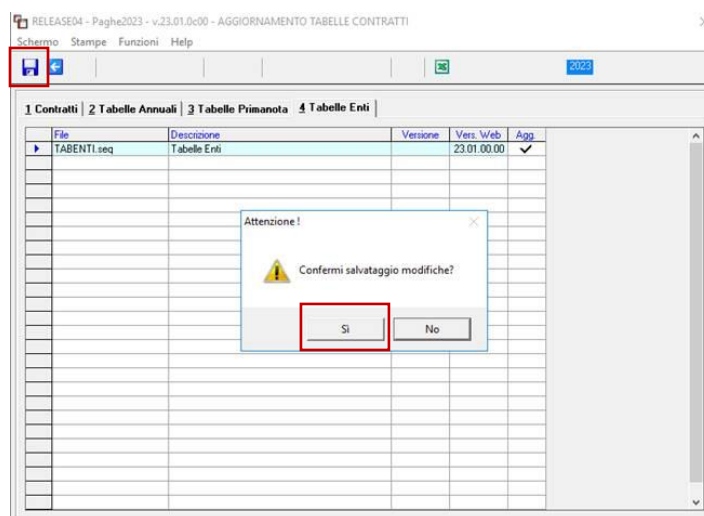 RELEASE04 - Paghe2023 - v.23.01.0c00 - AGGIORNAMENTO TABELLE CONTRATTI
Schermo Stampe Funzioni Help
2023
1 Contratti 2 Tabelle Annuali 3 Tabelle Primanota 4 Tabelle Enti
File Descrizione Versione Vers. Web Agg.
TABENTI.seq Tabelle Enti 23.01.00.00
Attenzione !
Confermi salvataggio modifiche?
Sì No